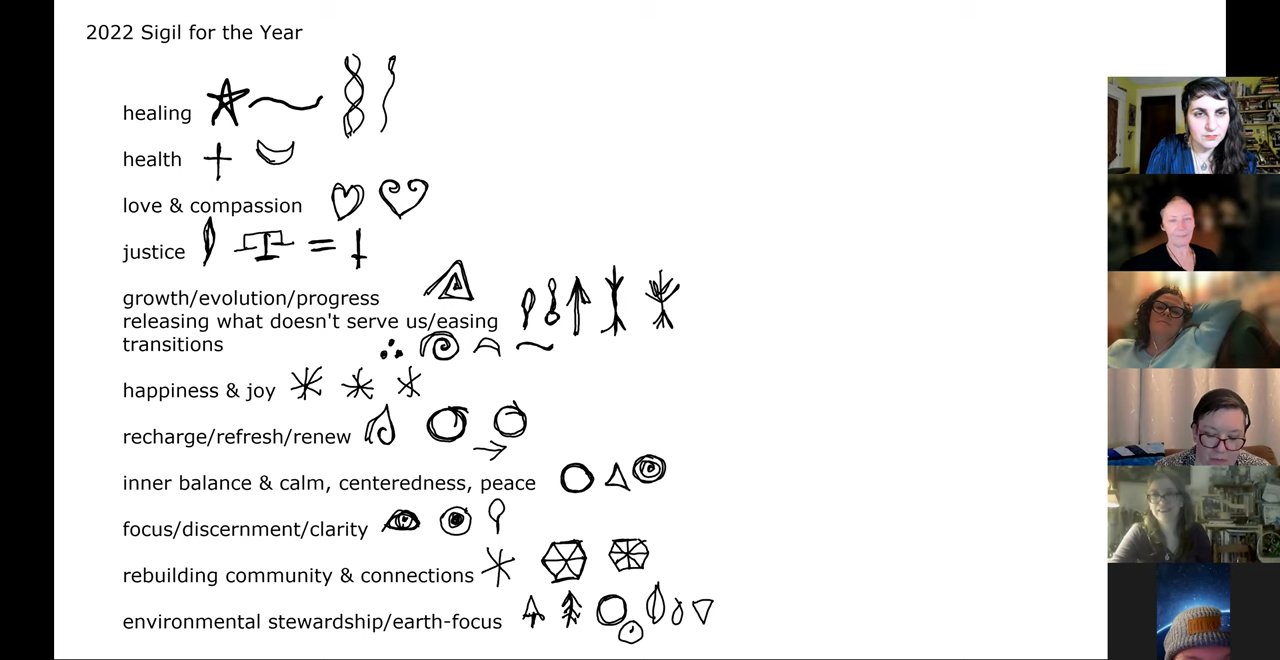 2022 Sigil for the Year
healing
health
love & compassion
justice
growth/evolution/progress
releasing what doesn't serve us/easing
transitions
happiness & joy
recharge/refresh/renew
inner balance & calm, centeredness, peace
focus/discernment/clarity
rebuilding community & connections
environmental stewardship/earth-focus